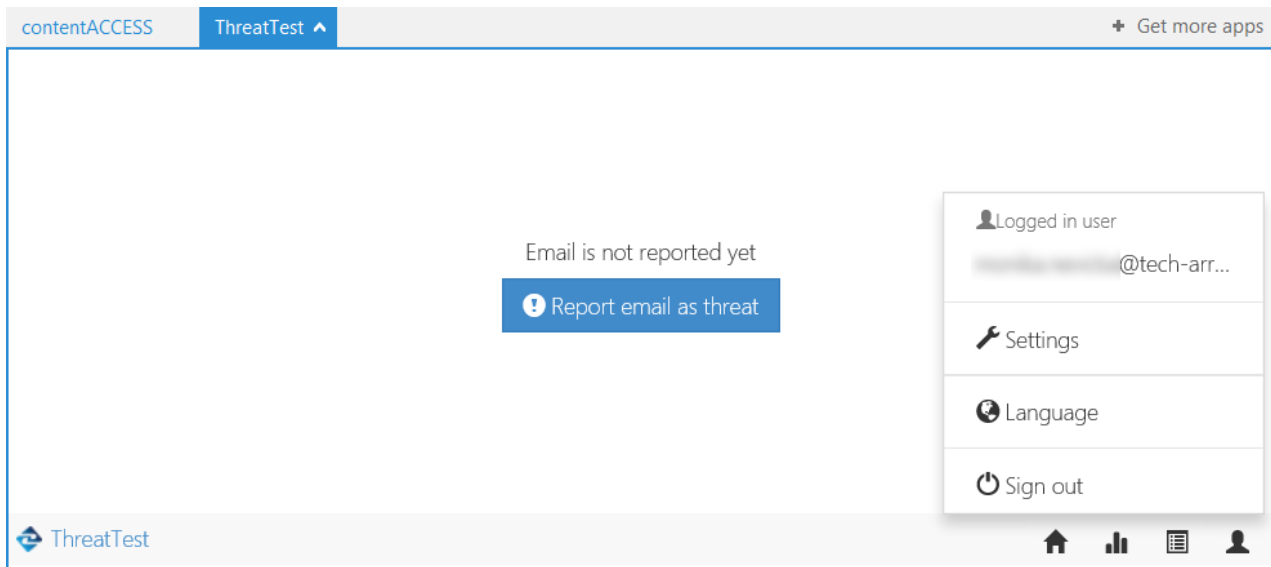 contentACCESS
ThreatTest
Get more apps
Logged in user
@tech-arr...
Email is not reported yet
Report email as threat
Settings
Language
Sign out
ThreatTest